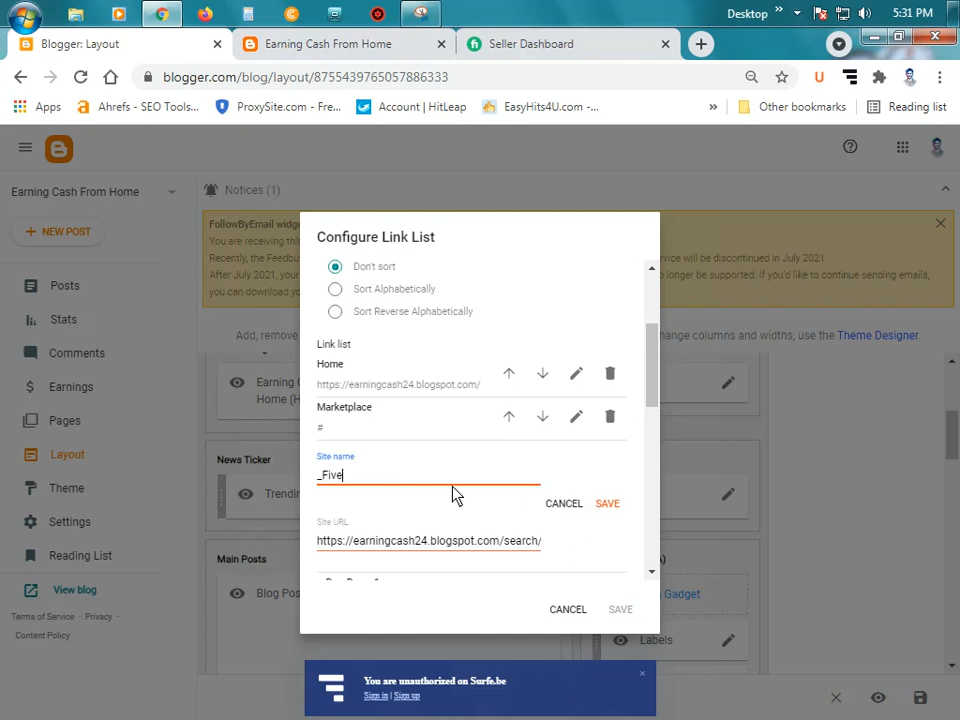 Desktop
»
5:31 PM
Blogger: Layout
Earning Cash From Home
Seller Dashboard
blogger.com/blog/layout/8755439765057886333
Apps
Ahrefs - SEO Tools...
ProxySite.com - Fre...
Account | HitLeap
EasyHits4U.com -...
»
Other bookmarks
Reading list
Earning Cash From Home
Notices (1)
+ NEW POST
FollowByEmail widge
You are receiving this
Recently, the Feedbu
vice will be discontinued in July 2021.
After July 2021, your
o longer be supported. If you'd like to continue sending emails,
you can download yo
Add, remove
hange columns and widths, use the Theme Designer.
Posts
Stats
Comments
Earnings
Pages
Layout
Theme
Settings
Reading List
View blog
Terms of Service · Privacy ·
Content Policy
Earning C
Home (H
News Ticker
Trendin
Main Posts
Blog Pos
Gadget
Labels
Configure Link List
Don't sort
Sort Alphabetically
Sort Reverse Alphabetically
Link list
Home
https://earningcash24.blogspot.com/
Marketplace
#
Site name
_Five
CANCEL
SAVE
Site URL
https://earningcash24.blogspot.com/search/
CANCEL
SAVE
You are unauthorized on Surfe.be
Sign in | Sign up